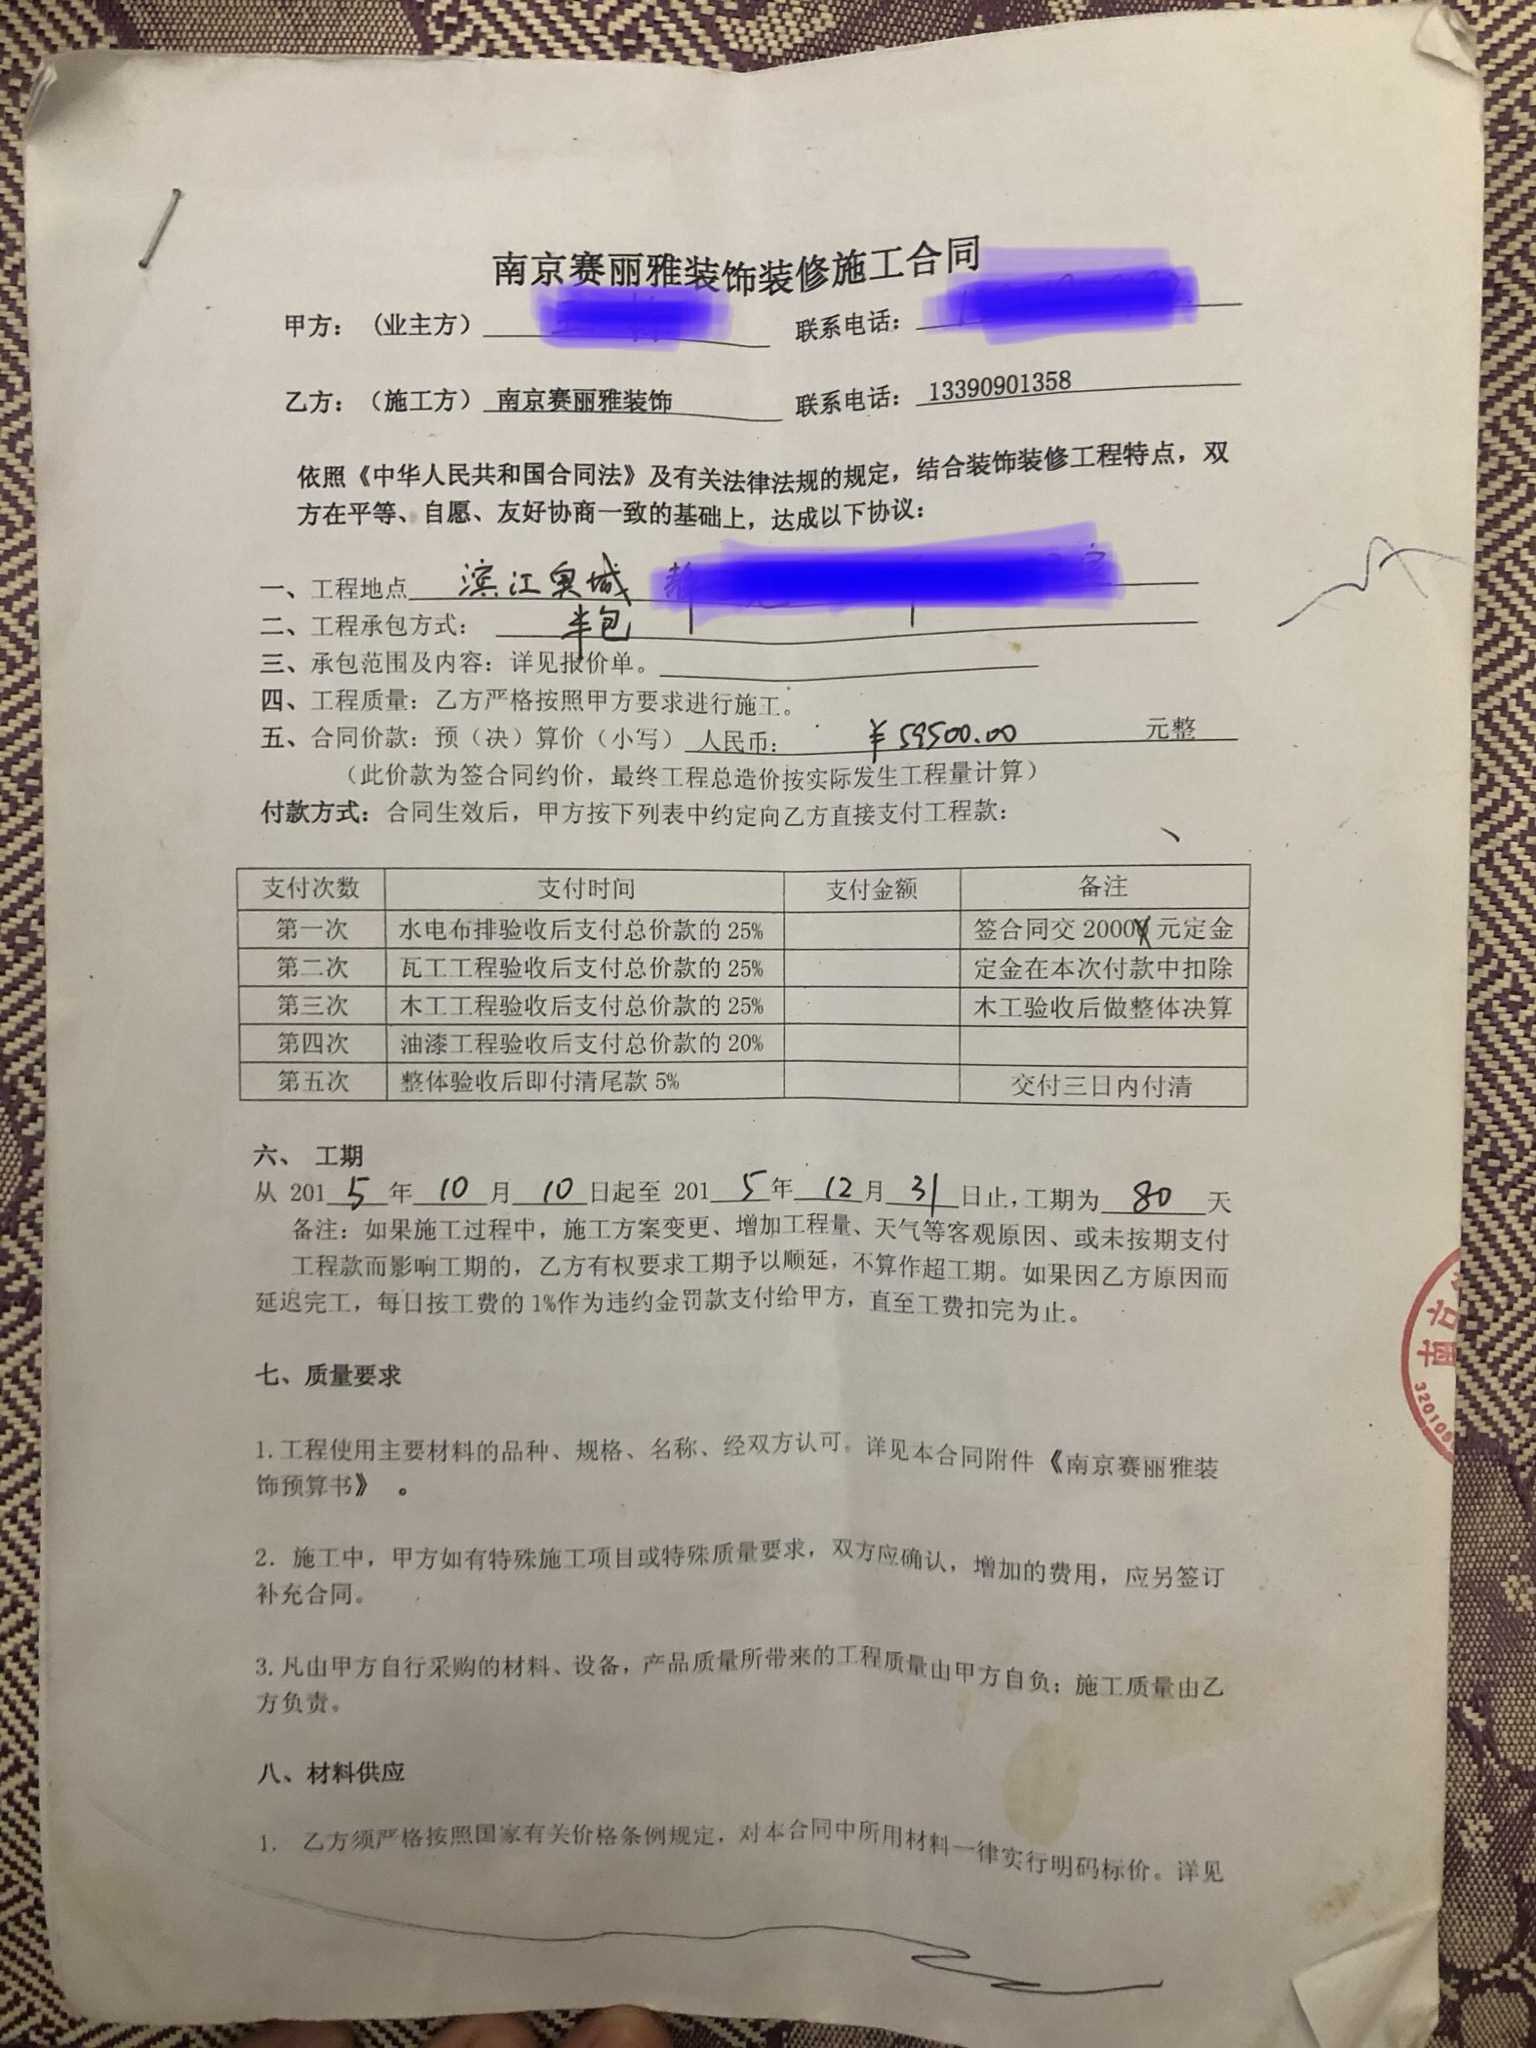 南京赛丽雅装饰装修施工合同
甲方：（业主方） 联系电话：
乙方：（施工方）南京赛丽雅装饰 联系电话：13390901358
依照《中华人民共和国合同法》及有关法律法规的规定，结合装饰装修工程特点，双
方在平等、自愿、友好协商一致的基础上，达成以下协议：
一、工程地点 滨江奥城
二、工程承包方式： 半包
三、承包范围及内容：详见报价单。
四、工程质量：乙方严格按照甲方要求进行施工。
五、合同价款：预（决）算价（小写）人民币： ￥59500.00 元整
（此价款为签合同约价，最终工程总造价按实际发生工程量计算）
付款方式：合同生效后，甲方按下列表中约定向乙方直接支付工程款：
支付次数 支付时间 支付金额 备注
第一次 水电布排验收后支付总价款的 25% 签合同交 2000 元定金
第二次 瓦工工程验收后支付总价款的 25% 定金在本次付款中扣除
第三次 木工工程验收后支付总价款的 25% 木工验收后做整体决算
第四次 油漆工程验收后支付总价款的 20%
第五次 整体验收后即付清尾款 5% 交付三日内付清
六、 工期
从 2015年 10 月 10 日起至 2015年 12 月 31 日止，工期为 80 天
备注：如果施工过程中，施工方案变更、增加工程量、天气等客观原因、或未按期支付
工程款而影响工期的，乙方有权要求工期予以顺延，不算作超工期。如果因乙方原因而
延迟完工，每日按工费的 1%作为违约金罚款支付给甲方，直至工费扣完为止。
七、质量要求
1.工程使用主要材料的品种、规格、名称、经双方认可。详见本合同附件《南京赛丽雅装
饰预算书》 。
2. 施工中，甲方如有特殊施工项目或特殊质量要求，双方应确认，增加的费用，应另签订
补充合同。
3.凡由甲方自行采购的材料、设备，产品质量所带来的工程质量由甲方自负；施工质量由乙
方负责。
八、材料供应
1. 乙方须严格按照国家有关价格条例规定，对本合同中所用材料一律实行明码标价。详见